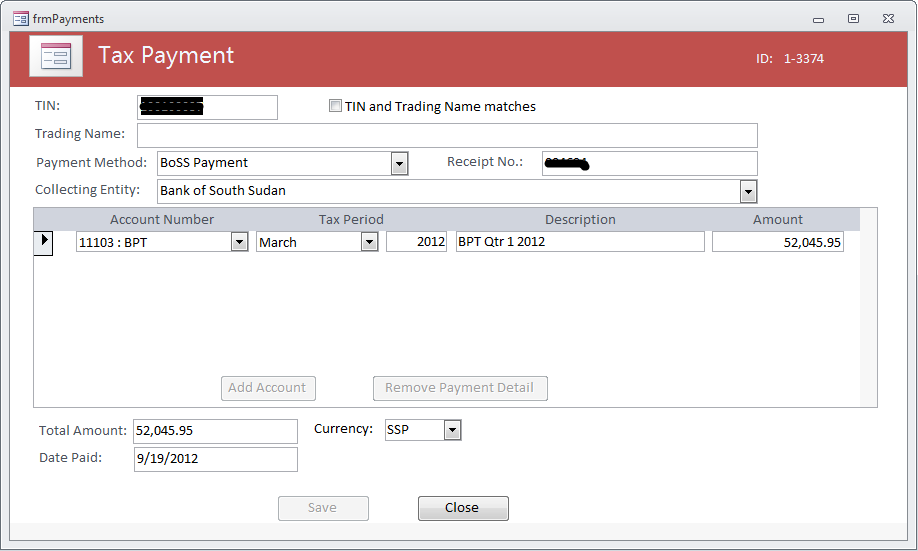 frmPayments
Tax Payment
ID: 1-3374
TIN:
TIN and Trading Name matches
Trading Name:
Payment Method: BoSS Payment Receipt No.:
Collecting Entity: Bank of South Sudan
Account Number Tax Period Description Amount
11103 : BPT March 2012 BPT Qtr 1 2012 52,045.95
Add Account Remove Payment Detail
Total Amount: 52,045.95 Currency: SSP
Date Paid: 9/19/2012
Save Close